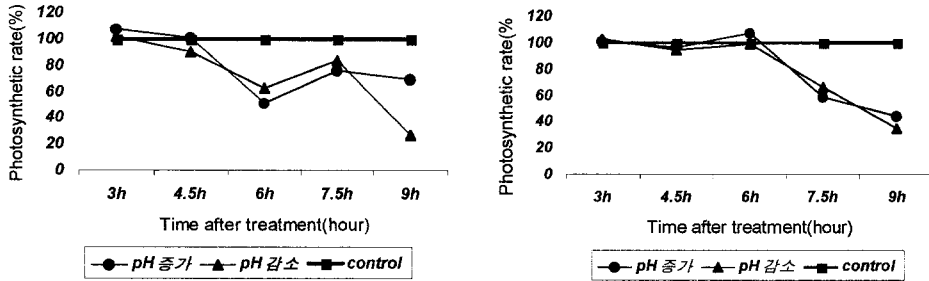 Photosynthetic rate(%)
120
100
80
60
40
20
0
3h 4.5h 6h 7.5h 9h
Time after treatment(hour)
pH 증가 pH 감소 control
Photosynthetic rate(%
120
100
80
60
40
20
0
3h 4.5h 6h 7.5h 9h
Time after treatment(hour)
pH 증가 pH 감소 control